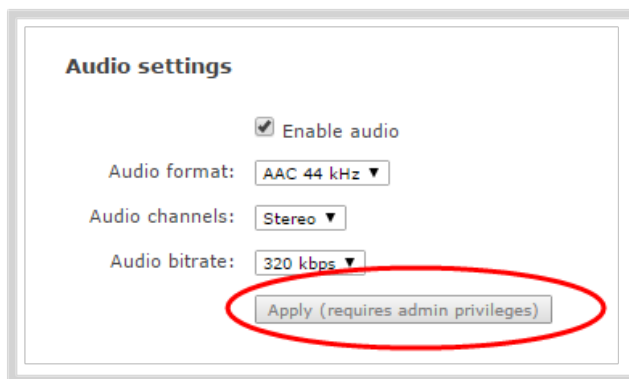 Audio settings
Enable audio
Audio format: AAC 44 kHz
Audio channels: Stereo
Audio bitrate: 320 kbps
Apply (requires admin privileges)